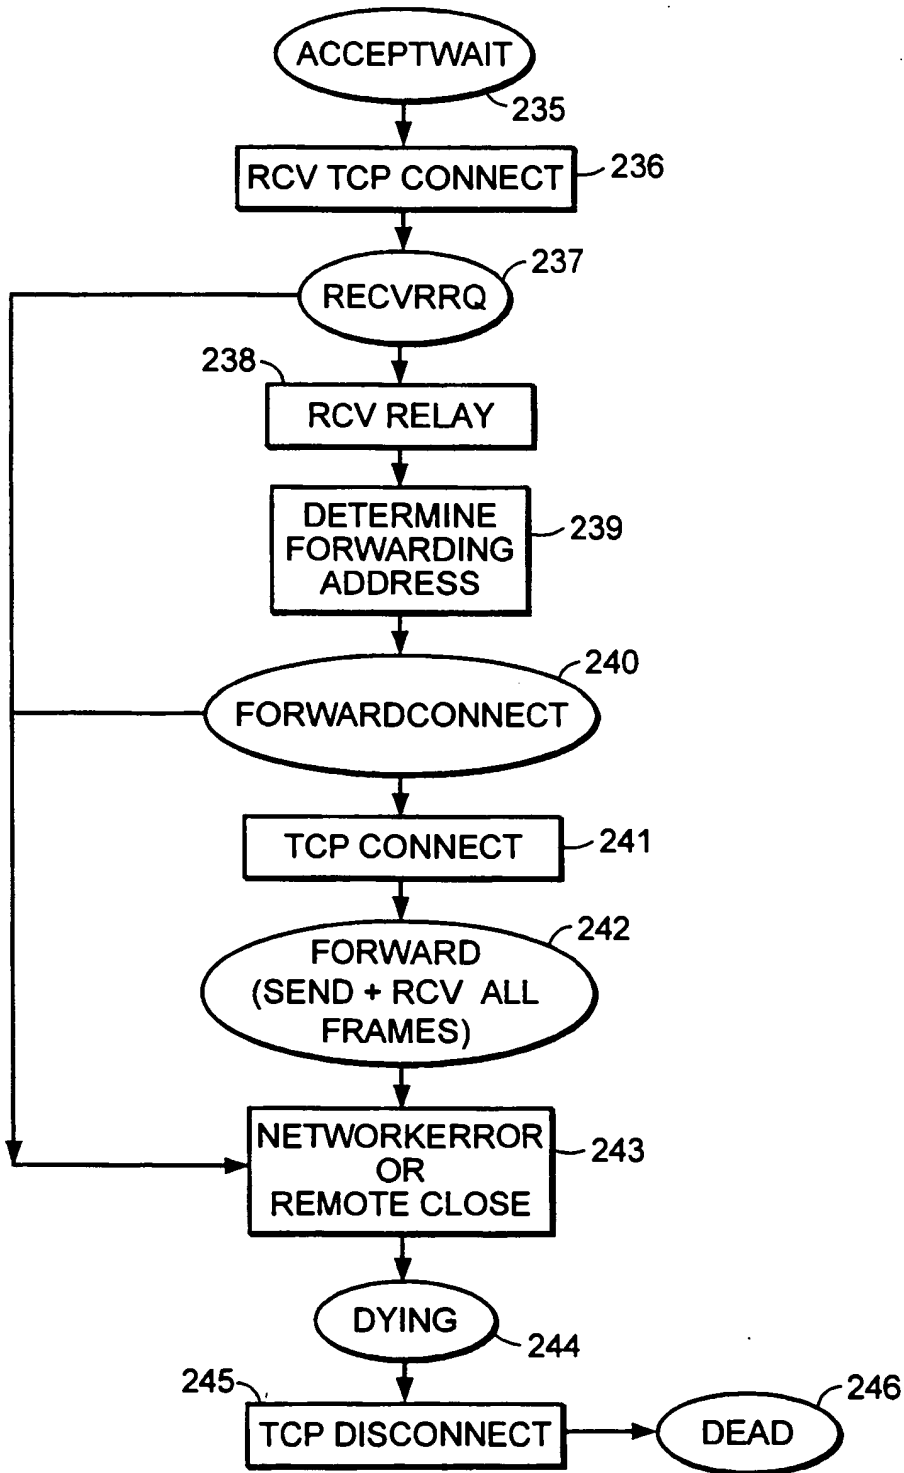 ACCEPTWAIT
235
RCV TCP CONNECT
236
RECVRRQ
237
238
RCV RELAY
DETERMINE
FORWARDING
ADDRESS
239
FORWARDCONNECT
240
TCP CONNECT
241
FORWARD
(SEND + RCV ALL
FRAMES)
242
NETWORKERROR
OR
REMOTE CLOSE
243
DYING
244
245
TCP DISCONNECT
DEAD
246